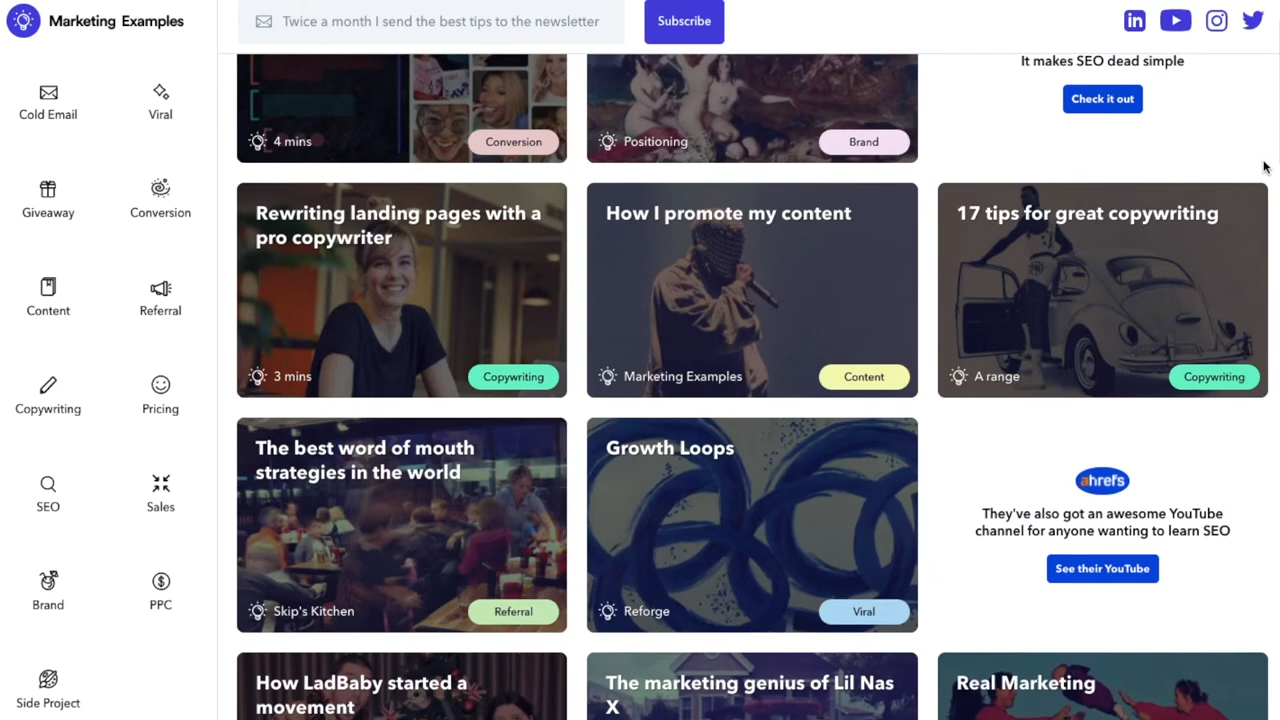 Marketing Examples
Twice a month I send the best tips to the newsletter
Subscribe
Cold Email
Viral
Giveaway
Conversion
Content
Referral
Copywriting
Pricing
SEO
Sales
Brand
PPC
Side Project
4 mins
Conversion
Positioning
Brand
It makes SEO dead simple
Check it out
Rewriting landing pages with a
pro copywriter
3 mins
Copywriting
How I promote my content
Marketing Examples
Content
17 tips for great copywriting
A range
Copywriting
The best word of mouth
strategies in the world
Skip's Kitchen
Referral
Growth Loops
Reforge
Viral
ahrefs
They've also got an awesome YouTube
channel for anyone wanting to learn SEO
See their YouTube
How LadBaby started a
movement
The marketing genius of Lil Nas
X
Real Marketing